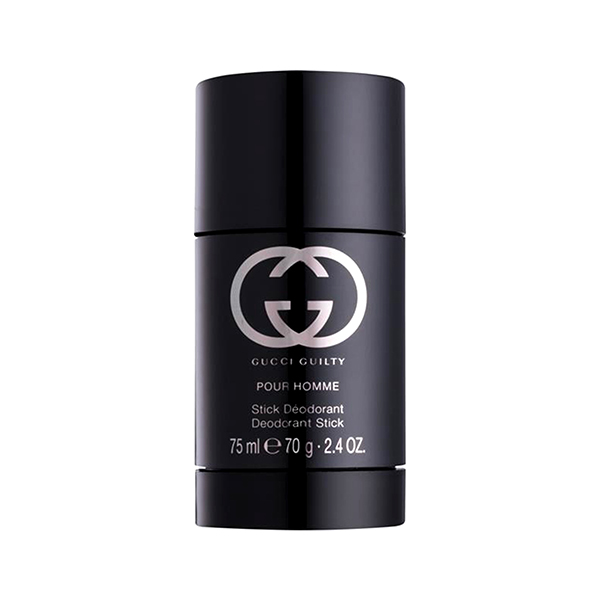 GUCCI GUILTY
POUR HOMME
Stick Déodorant
Deodorant Stick
75 ml ℮ 70 g · 2.4 OZ.